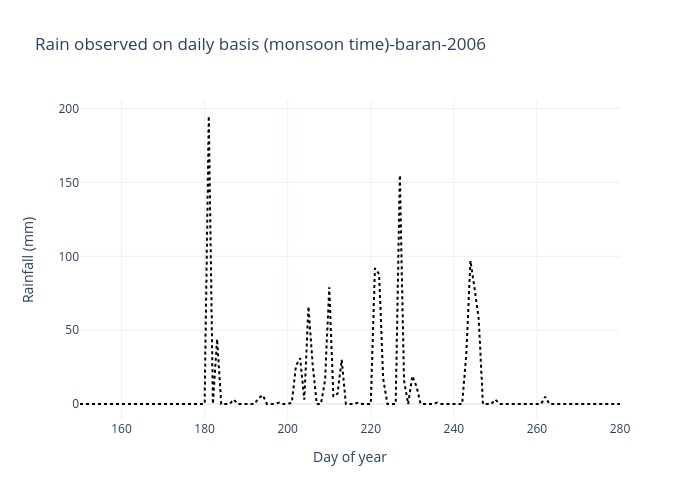 Rain observed on daily basis (monsoon time)-baran-2006
200
150
100
50
0
Rainfall (mm)
160 180 200 220 240 260 280
Day of year